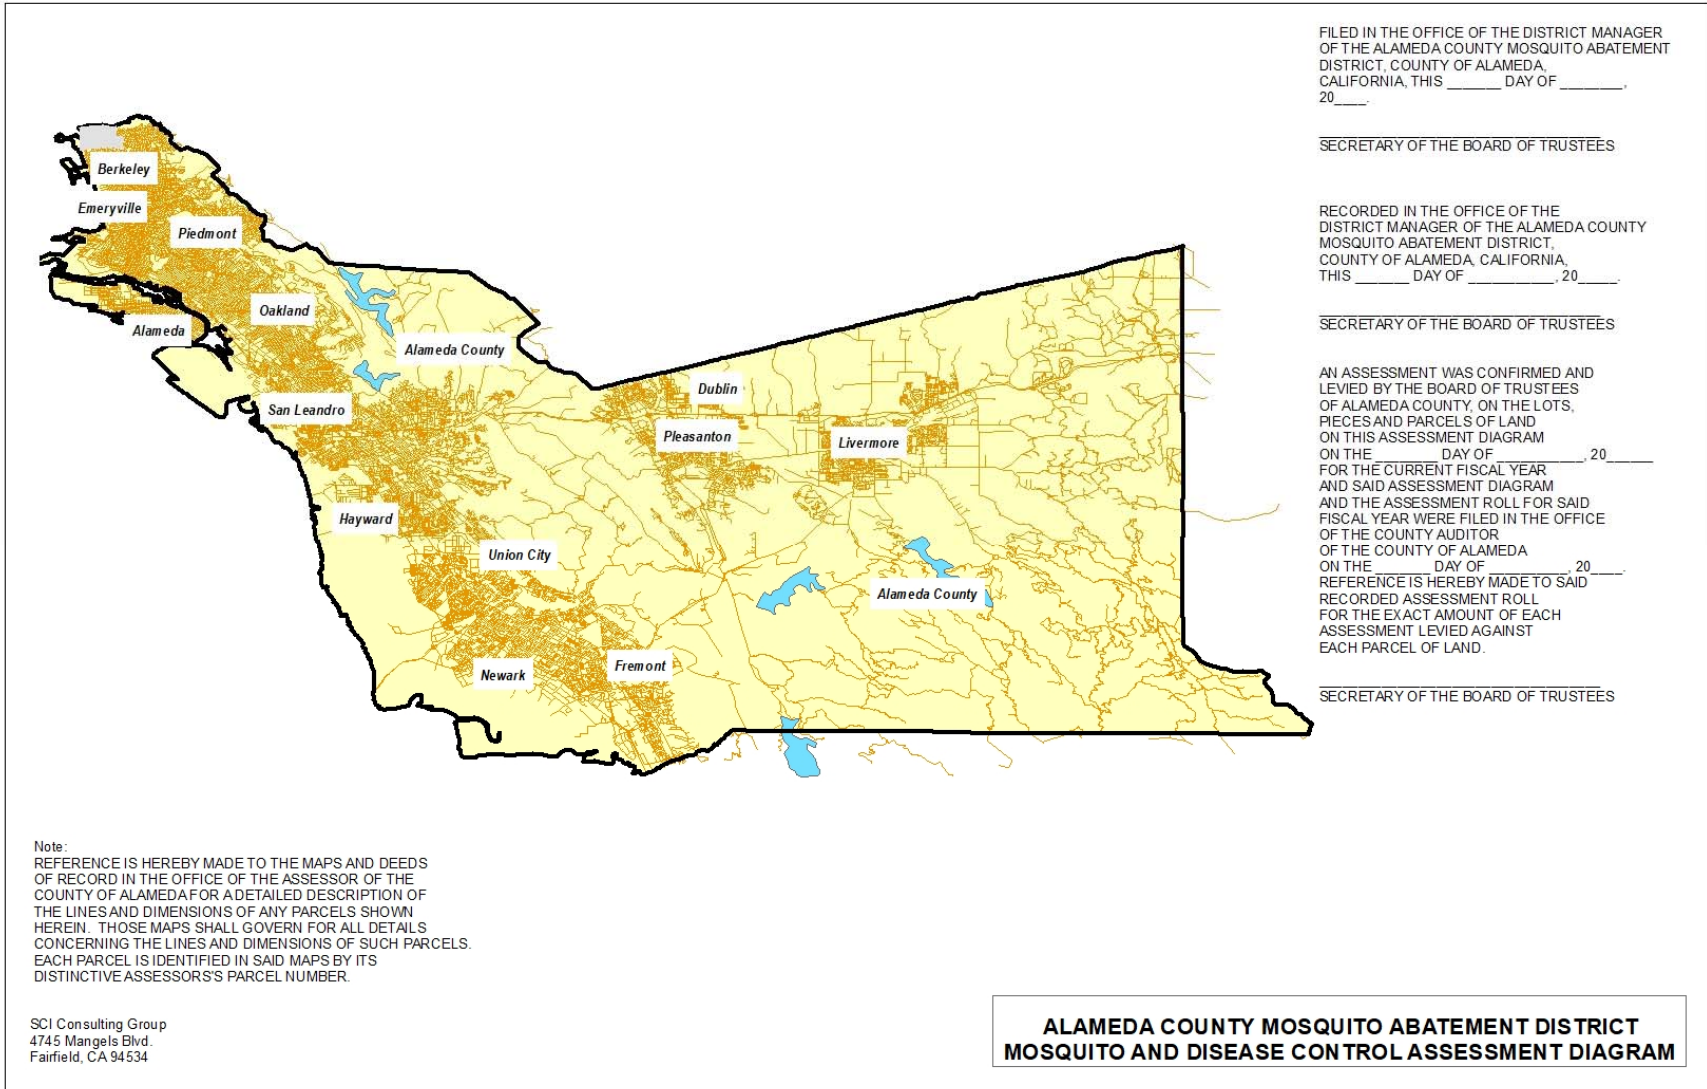 FILED IN THE OFFICE OF THE DISTRICT MANAGER
OF THE ALAMEDA COUNTY MOSQUITO ABATEMENT
DISTRICT, COUNTY OF ALAMEDA,
CALIFORNIA, THIS _______ DAY OF ________,
20____.
SECRETARY OF THE BOARD OF TRUSTEES
RECORDED IN THE OFFICE OF THE
DISTRICT MANAGER OF THE ALAMEDA COUNTY
MOSQUITO ABATEMENT DISTRICT,
COUNTY OF ALAMEDA, CALIFORNIA,
THIS _______ DAY OF ___________, 20_____.
SECRETARY OF THE BOARD OF TRUSTEES
AN ASSESSMENT WAS CONFIRMED AND
LEVIED BY THE BOARD OF TRUSTEES
OF ALAMEDA COUNTY, ON THE LOTS,
PIECES AND PARCELS OF LAND
ON THIS ASSESSMENT DIAGRAM
ON THE ________ DAY OF ___________, 20______
FOR THE CURRENT FISCAL YEAR
AND SAID ASSESSMENT DIAGRAM
AND THE ASSESSMENT ROLL FOR SAID
FISCAL YEAR WERE FILED IN THE OFFICE
OF THE COUNTY AUDITOR
OF THE COUNTY OF ALAMEDA
ON THE _______ DAY OF __________, 20____.
REFERENCE IS HEREBY MADE TO SAID
RECORDED ASSESSMENT ROLL
FOR THE EXACT AMOUNT OF EACH
ASSESSMENT LEVIED AGAINST
EACH PARCEL OF LAND.
SECRETARY OF THE BOARD OF TRUSTEES
Berkeley
Emeryville
Piedmont
Oakland
Alameda
Alameda County
Dublin
San Leandro
Pleasanton
Livermore
Hayward
Union City
Alameda County
Fremont
Newark
Note:
REFERENCE IS HEREBY MADE TO THE MAPS AND DEEDS
OF RECORD IN THE OFFICE OF THE ASSESSOR OF THE
COUNTY OF ALAMEDA FOR A DETAILED DESCRIPTION OF
THE LINES AND DIMENSIONS OF ANY PARCELS SHOWN
HEREIN. THOSE MAPS SHALL GOVERN FOR ALL DETAILS
CONCERNING THE LINES AND DIMENSIONS OF SUCH PARCELS.
EACH PARCEL IS IDENTIFIED IN SAID MAPS BY ITS
DISTINCTIVE ASSESSORS'S PARCEL NUMBER.
SCI Consulting Group
4745 Mangels Blvd.
Fairfield, CA 94534
ALAMEDA COUNTY MOSQUITO ABATEMENT DISTRICT
MOSQUITO AND DISEASE CONTROL ASSESSMENT DIAGRAM